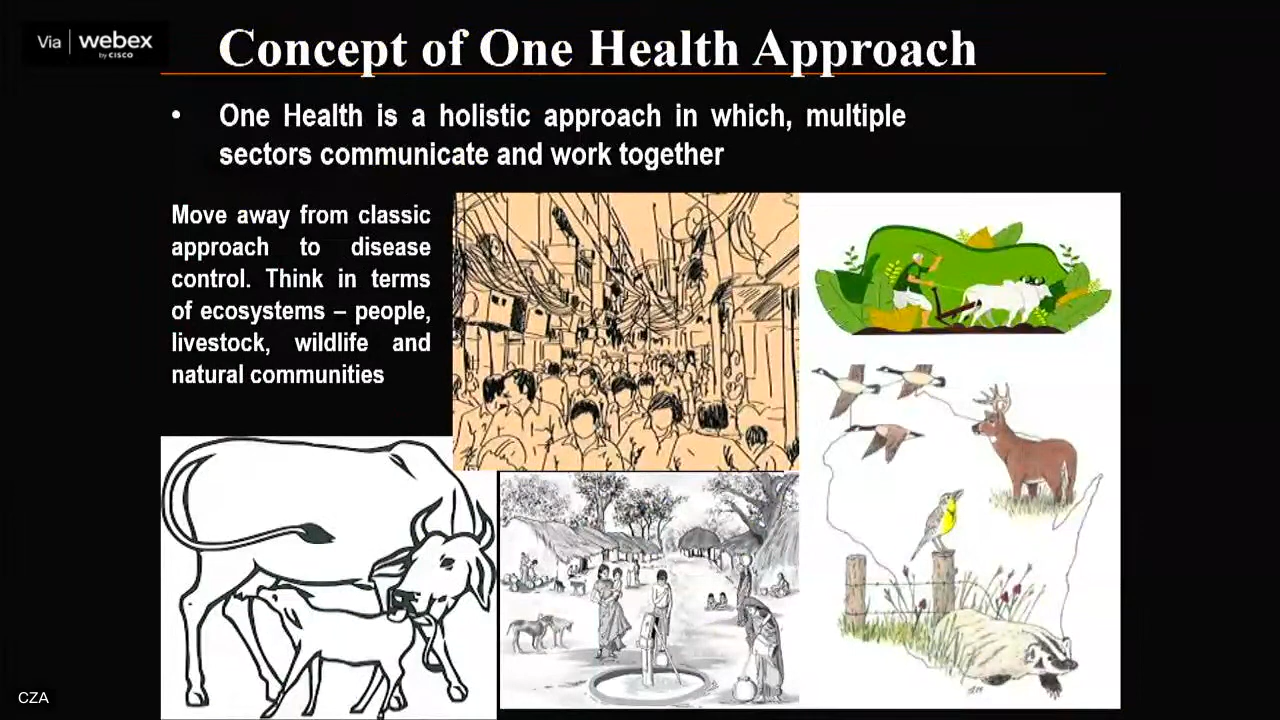 Via webex
by CISCO
Concept of One Health Approach
• One Health is a holistic approach in which, multiple
sectors communicate and work together
Move away from classic
approach to disease
control. Think in terms
of ecosystems – people,
livestock, wildlife and
natural communities
CZA